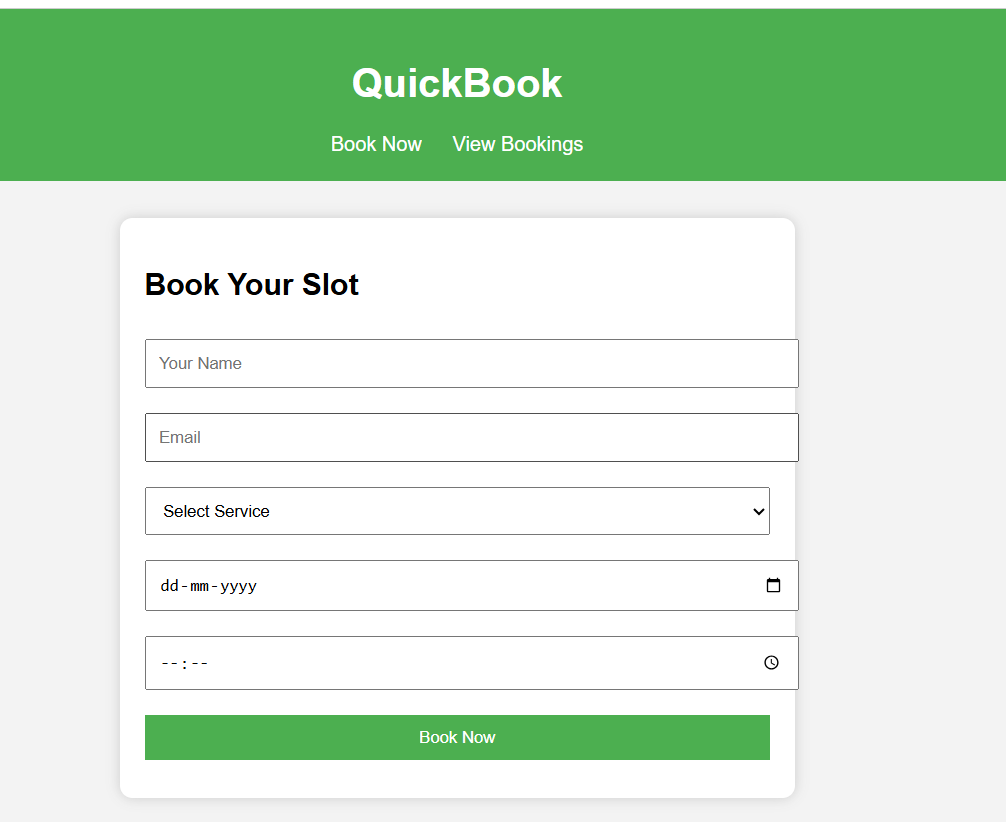 QuickBook
Book Now View Bookings
Book Your Slot
Your Name
Email
Select Service
dd-mm-yyyy
--:--
Book Now